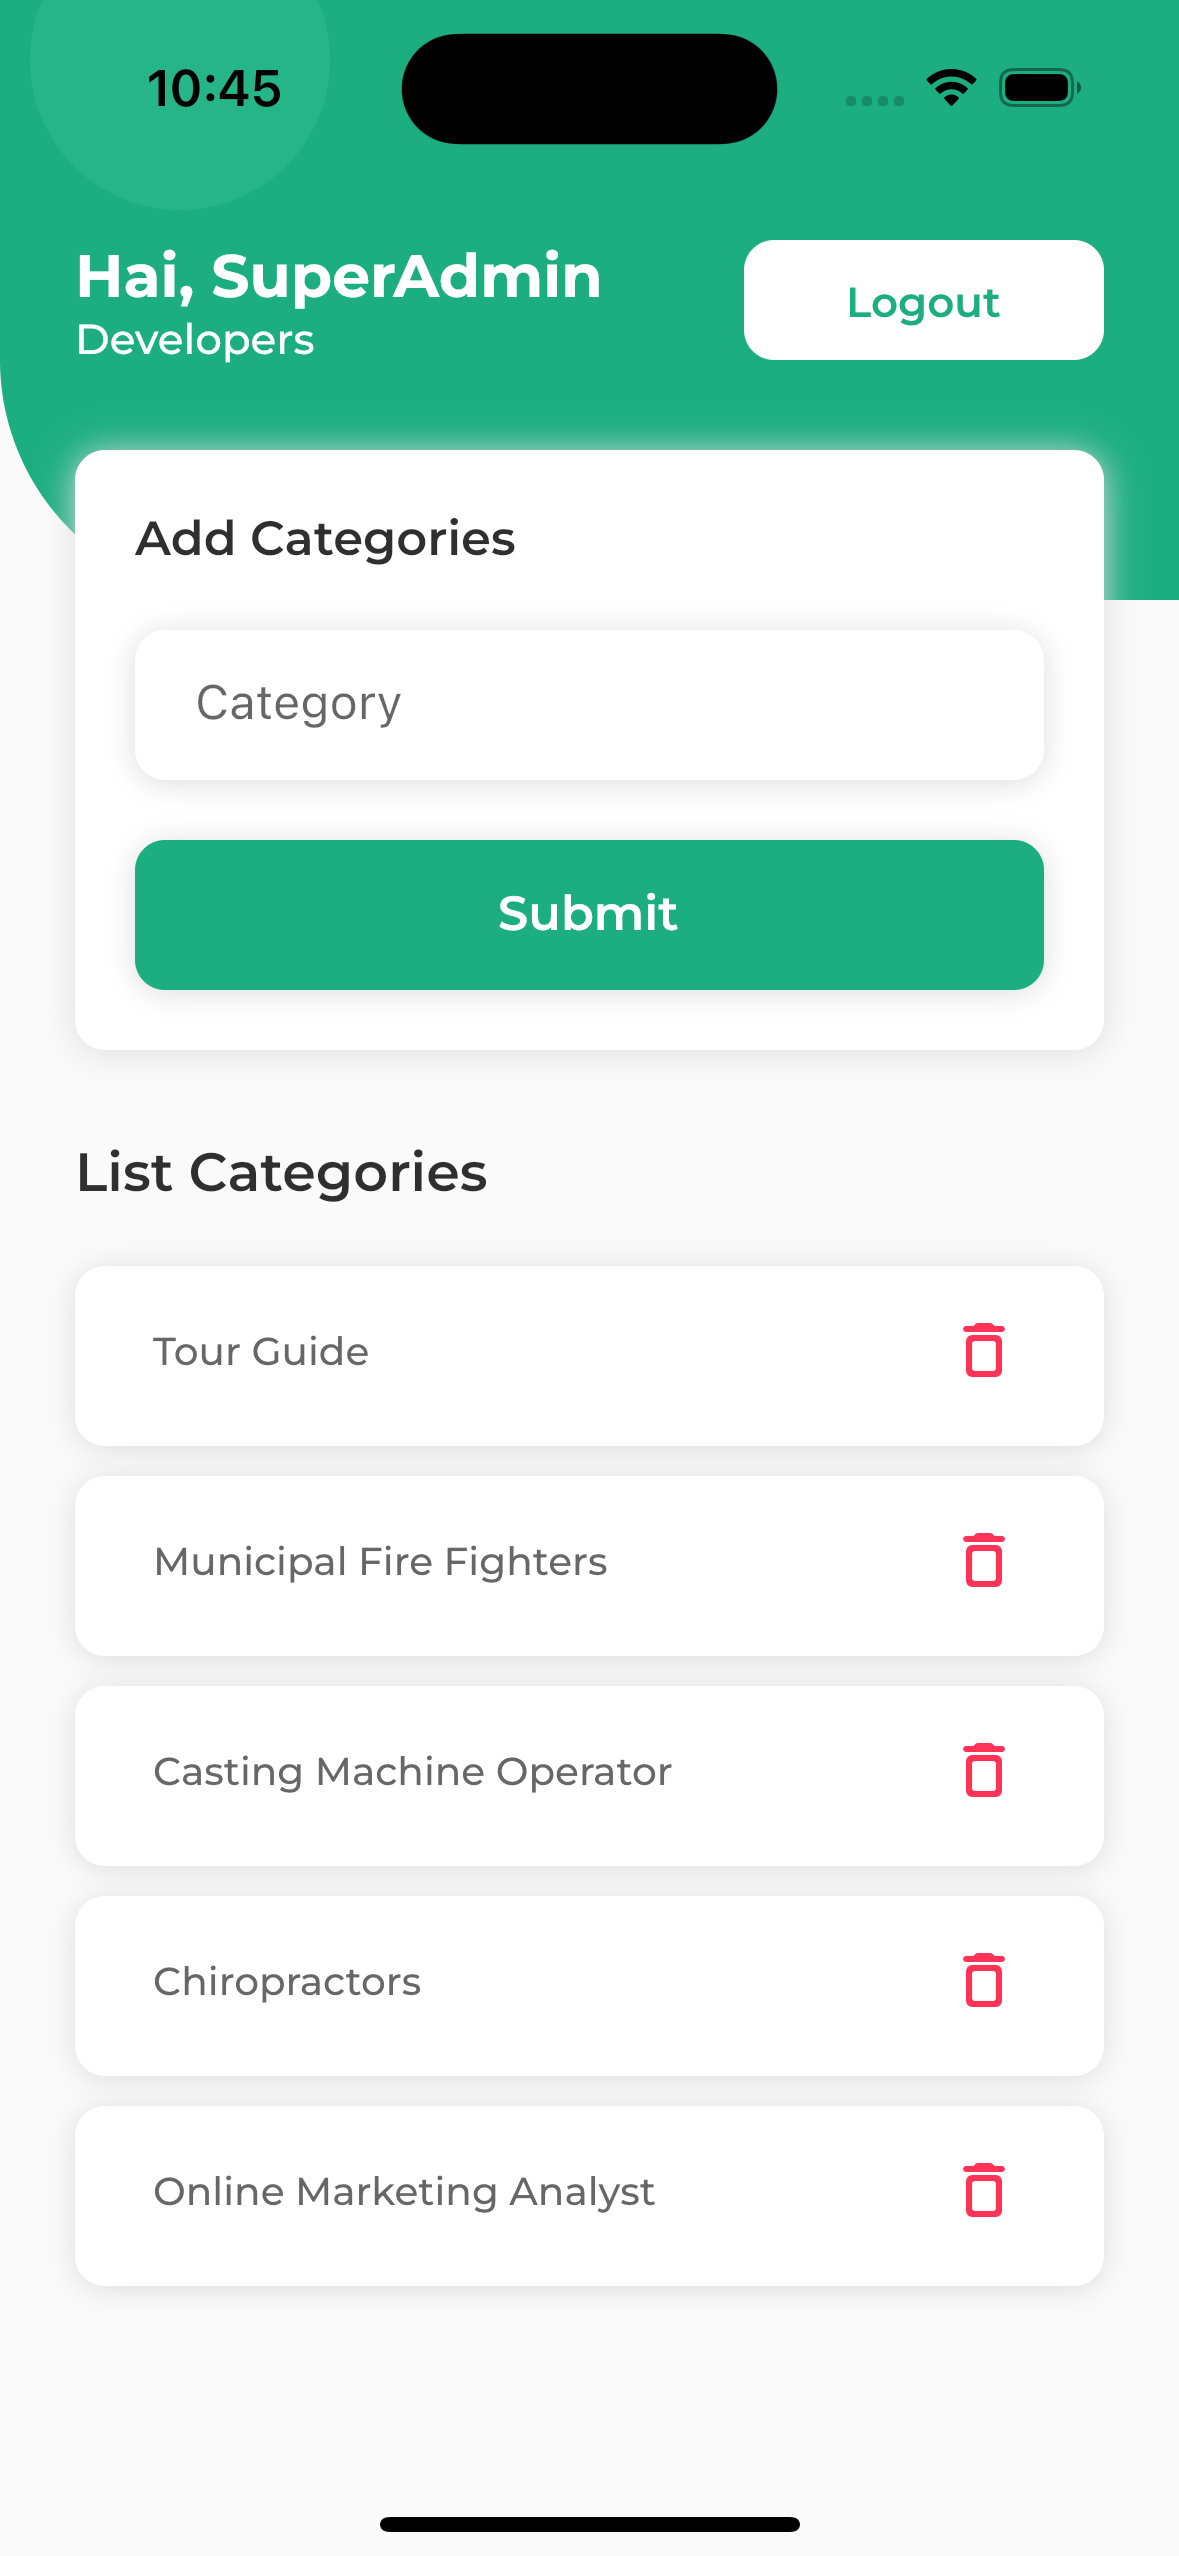 10:45
Hai, SuperAdmin
Developers
Logout
Add Categories
Category
Submit
List Categories
Tour Guide
Municipal Fire Fighters
Casting Machine Operator
Chiropractors
Online Marketing Analyst